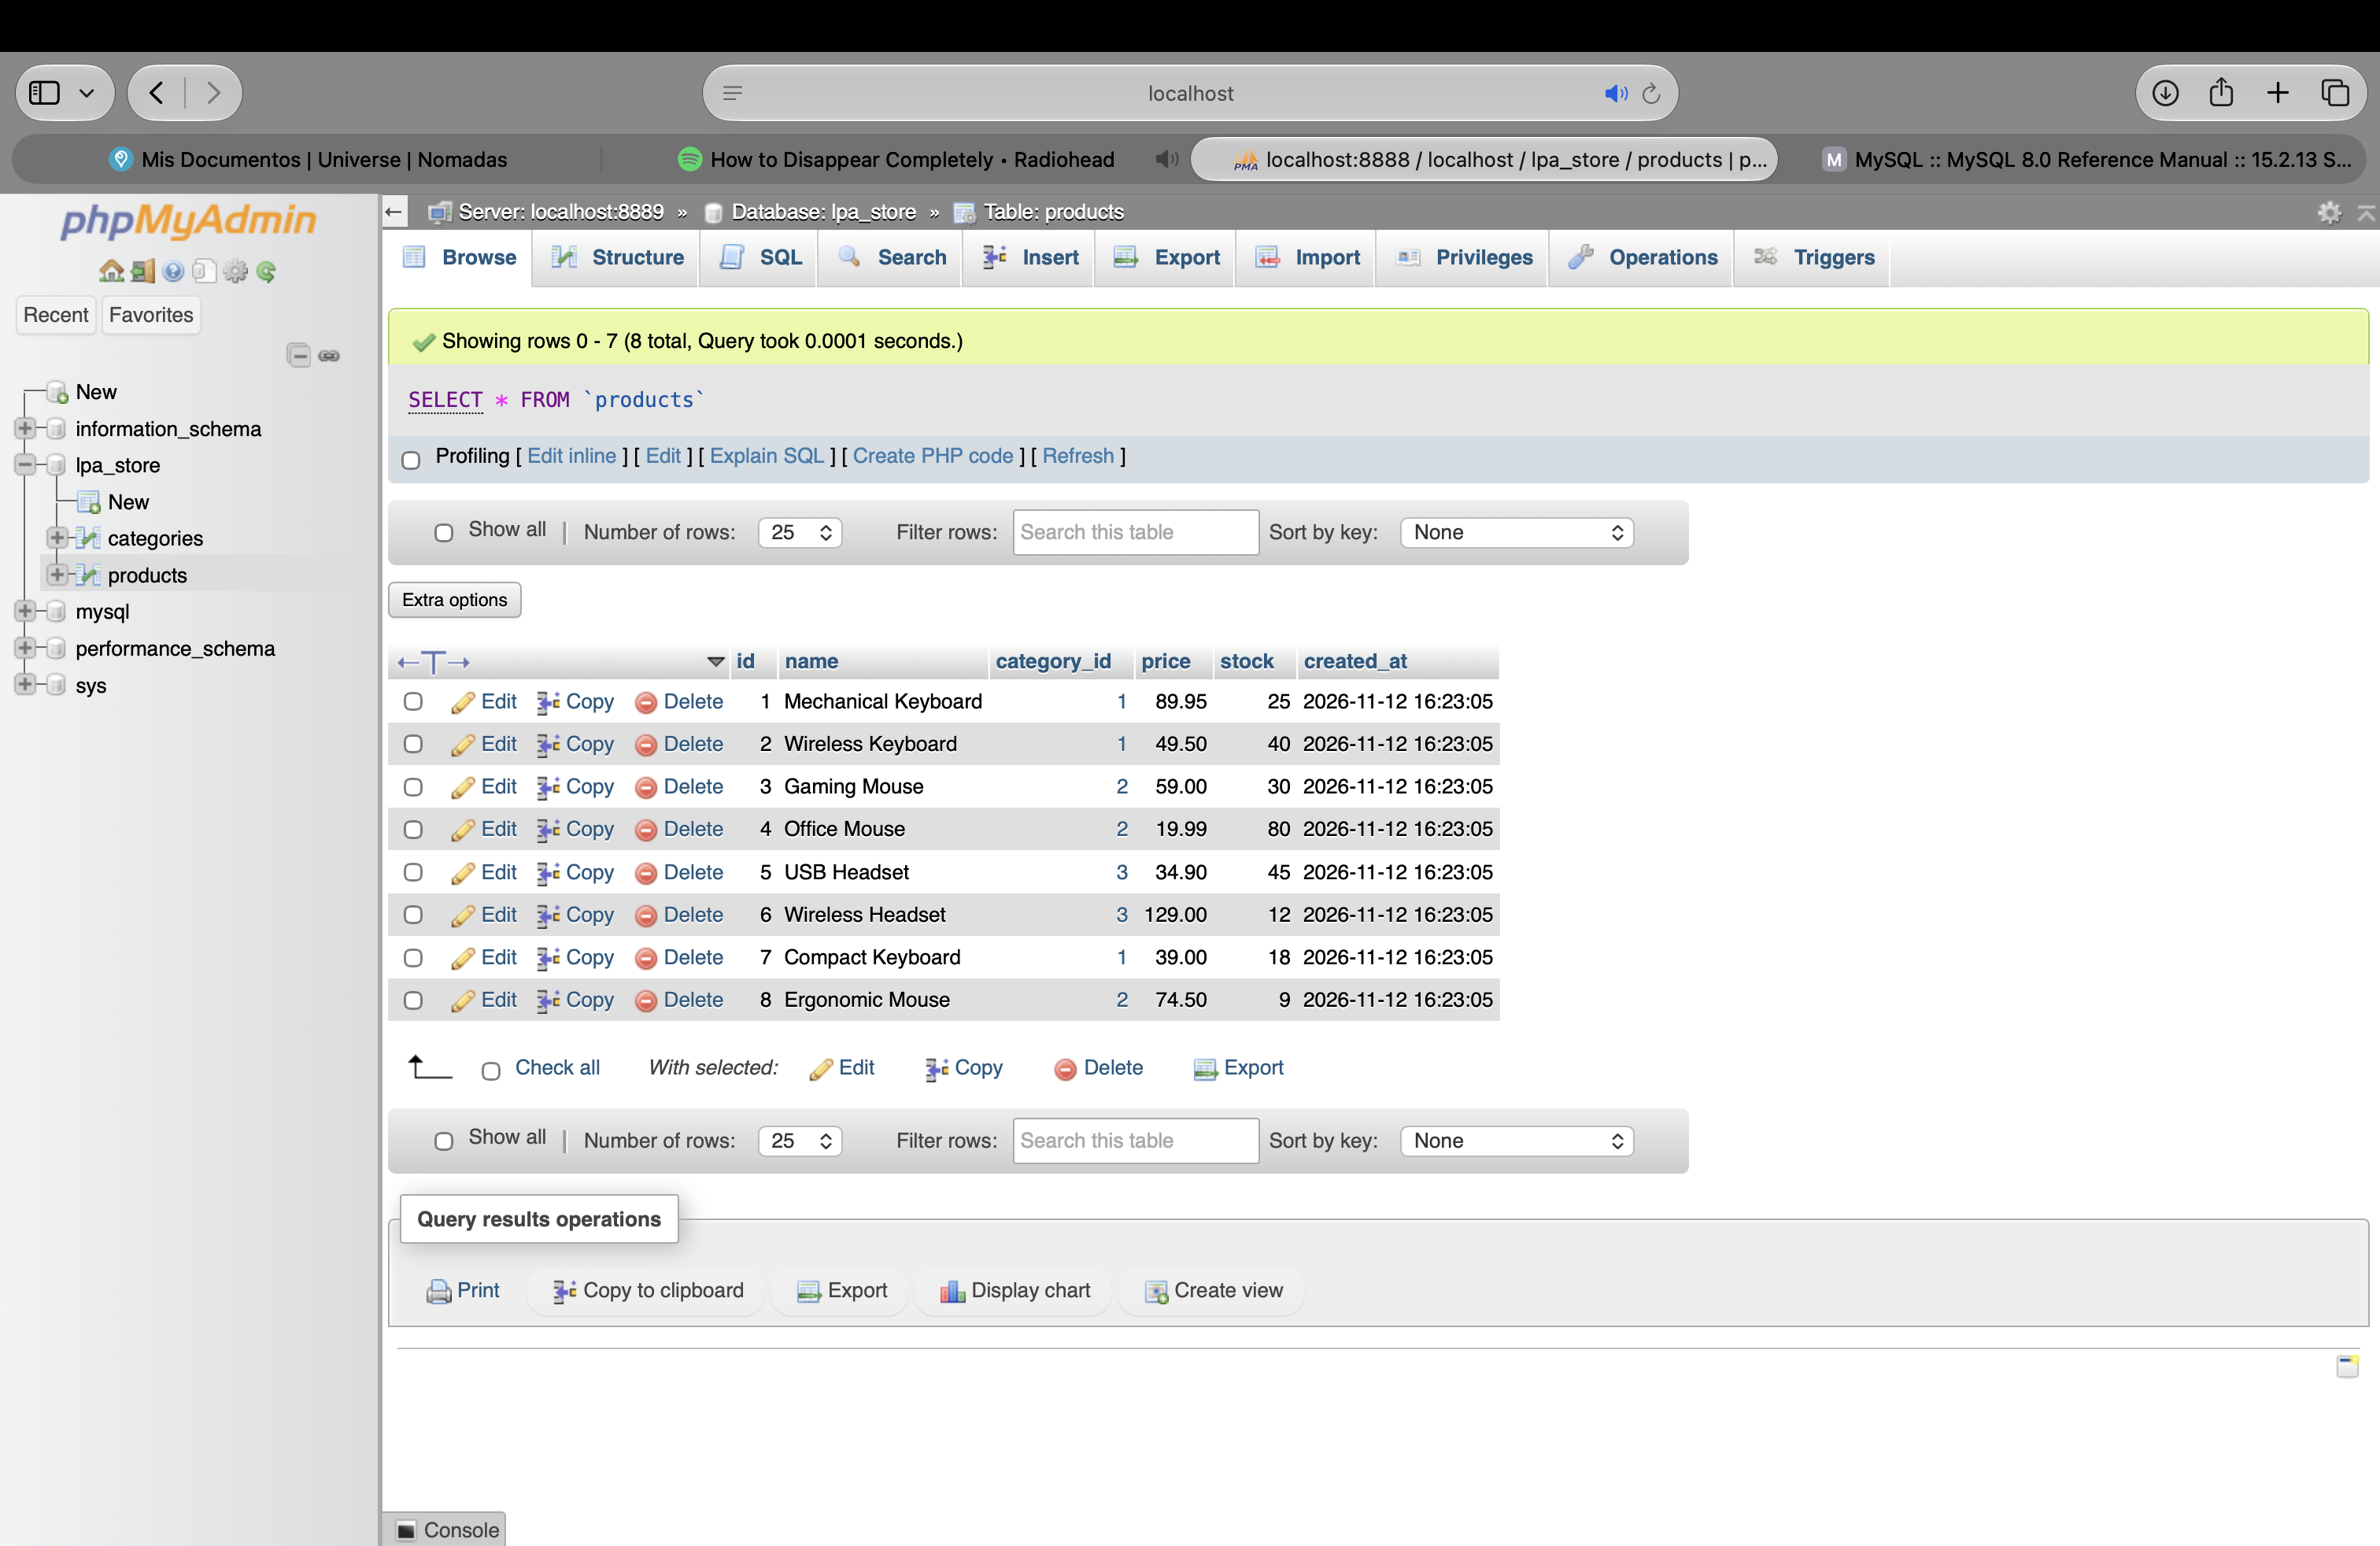 localhost
Mis Documentos | Universe | Nomadas
How to Disappear Completely • Radiohead
PMA localhost:8888 / localhost / lpa_store / products | p...
M MySQL :: MySQL 8.0 Reference Manual :: 15.2.13 S...
phpMyAdmin
Recent Favorites
New
information_schema
lpa_store
New
categories
products
mysql
performance_schema
sys
Server: localhost:8889 » Database: lpa_store » Table: products
Browse Structure SQL Search Insert Export Import Privileges Operations Triggers
Showing rows 0 - 7 (8 total, Query took 0.0001 seconds.)
SELECT * FROM `products`
Profiling [ Edit inline ] [ Edit ] [ Explain SQL ] [ Create PHP code ] [ Refresh ]
Show all | Number of rows: 25 Filter rows: Search this table Sort by key: None
Extra options
←T→ id name category_id price stock created_at
Edit Copy Delete 1 Mechanical Keyboard 1 89.95 25 2026-11-12 16:23:05
Edit Copy Delete 2 Wireless Keyboard 1 49.50 40 2026-11-12 16:23:05
Edit Copy Delete 3 Gaming Mouse 2 59.00 30 2026-11-12 16:23:05
Edit Copy Delete 4 Office Mouse 2 19.99 80 2026-11-12 16:23:05
Edit Copy Delete 5 USB Headset 3 34.90 45 2026-11-12 16:23:05
Edit Copy Delete 6 Wireless Headset 3 129.00 12 2026-11-12 16:23:05
Edit Copy Delete 7 Compact Keyboard 1 39.00 18 2026-11-12 16:23:05
Edit Copy Delete 8 Ergonomic Mouse 2 74.50 9 2026-11-12 16:23:05
Check all With selected: Edit Copy Delete Export
Show all | Number of rows: 25 Filter rows: Search this table Sort by key: None
Query results operations
Print Copy to clipboard Export Display chart Create view
Console